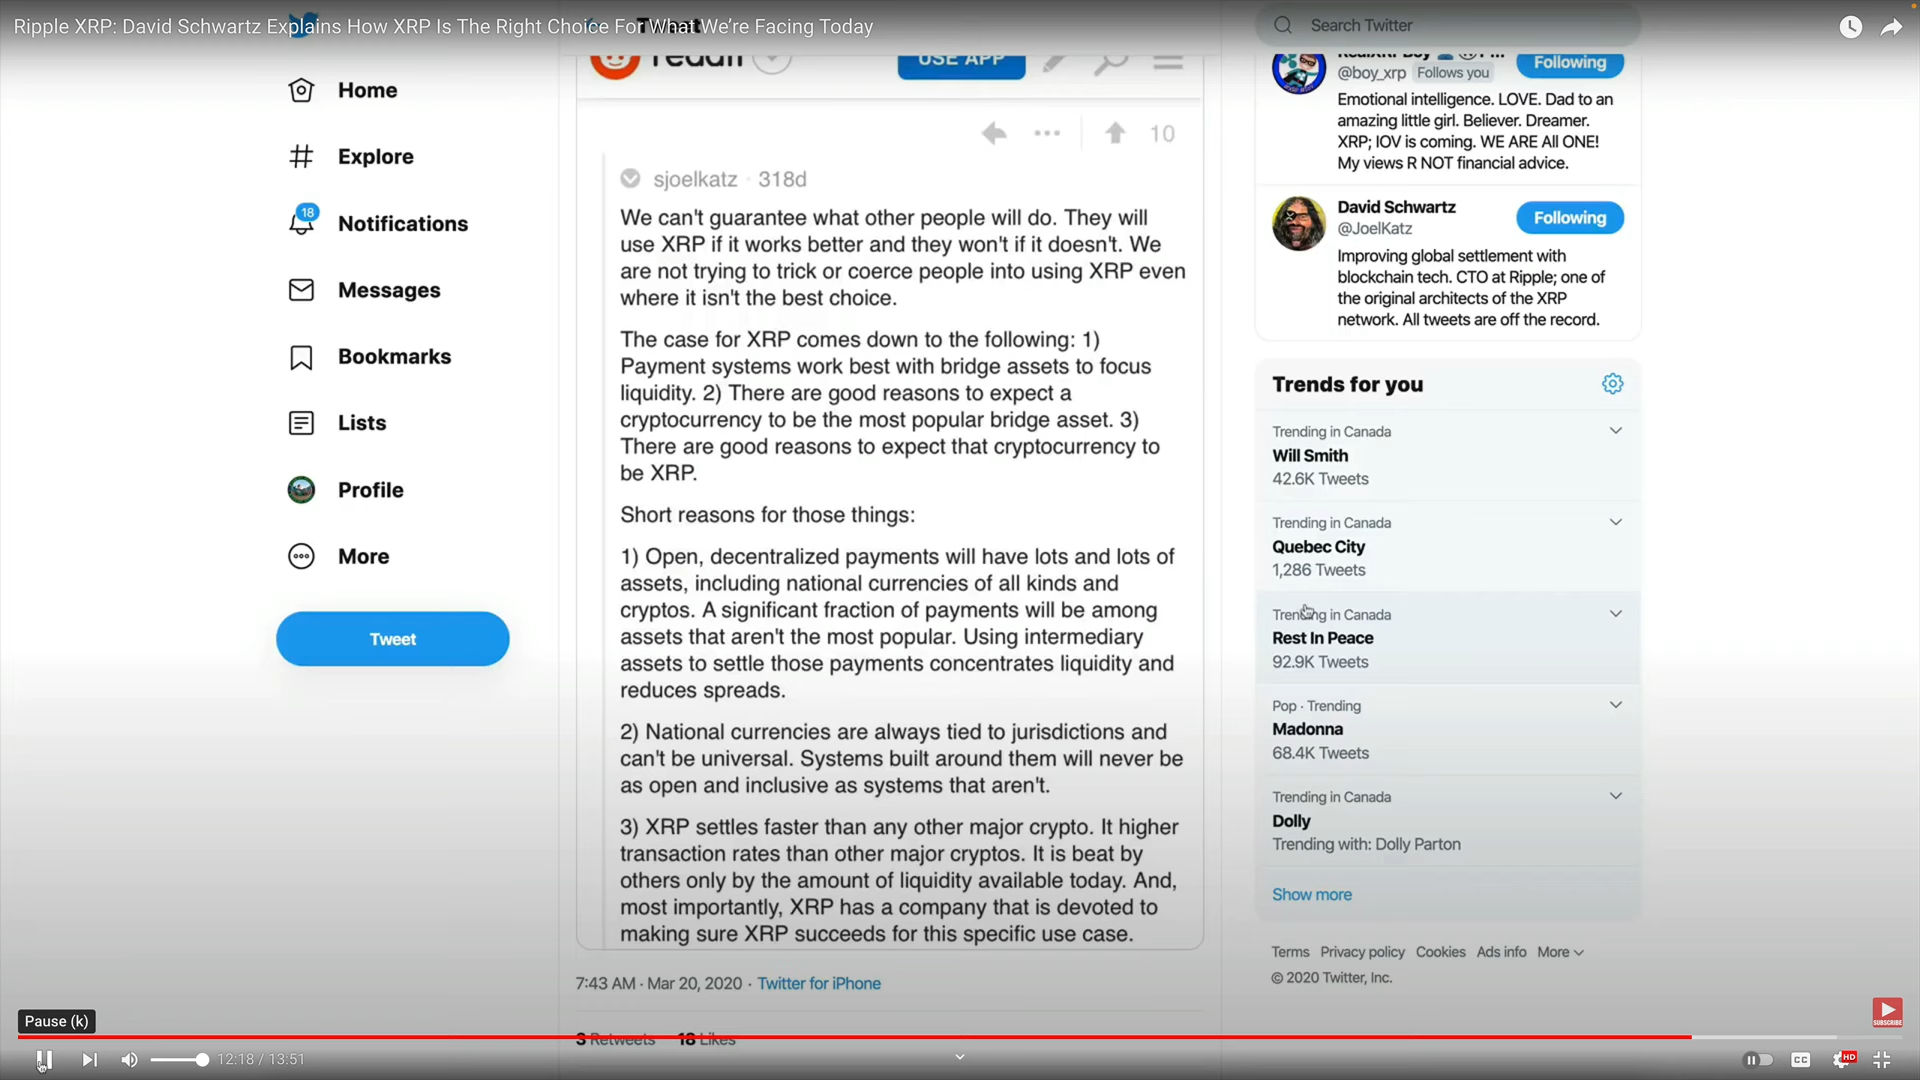 Ripple XRP: David Schwartz Explains How XRP Is The Right Choice For What We're Facing Today
Home
Explore
18
Notifications
Messages
Bookmarks
Lists
Profile
More
Tweet
Tweet
reddit
USE APP
10
sjoelkatz · 318d
We can't guarantee what other people will do. They will
use XRP if it works better and they won't if it doesn't. We
are not trying to trick or coerce people into using XRP even
where it isn't the best choice.
The case for XRP comes down to the following: 1)
Payment systems work best with bridge assets to focus
liquidity. 2) There are good reasons to expect a
cryptocurrency to be the most popular bridge asset. 3)
There are good reasons to expect that cryptocurrency to
be XRP.
Short reasons for those things:
1) Open, decentralized payments will have lots and lots of
assets, including national currencies of all kinds and
cryptos. A significant fraction of payments will be among
assets that aren't the most popular. Using intermediary
assets to settle those payments concentrates liquidity and
reduces spreads.
2) National currencies are always tied to jurisdictions and
can't be universal. Systems built around them will never be
as open and inclusive as systems that aren't.
3) XRP settles faster than any other major crypto. It higher
transaction rates than other major cryptos. It is beat by
others only by the amount of liquidity available today. And,
most importantly, XRP has a company that is devoted to
making sure XRP succeeds for this specific use case.
7:43 AM · Mar 20, 2020 · Twitter for iPhone
3 Retweets 18 Likes
Search Twitter
@boy_xrp Follows you
Following
Emotional intelligence. LOVE. Dad to an
amazing little girl. Believer. Dreamer.
XRP; IOV is coming. WE ARE All ONE!
My views R NOT financial advice.
David Schwartz
@JoelKatz
Following
Improving global settlement with
blockchain tech. CTO at Ripple; one of
the original architects of the XRP
network. All tweets are off the record.
Trends for you
Trending in Canada
Will Smith
42.6K Tweets
Trending in Canada
Quebec City
1,286 Tweets
Trending in Canada
Rest In Peace
92.9K Tweets
Pop · Trending
Madonna
68.4K Tweets
Trending in Canada
Dolly
Trending with: Dolly Parton
Show more
Terms Privacy policy Cookies Ads info More
© 2020 Twitter, Inc.
SUBSCRIBE
Pause (k)
12:18 / 13:51
CC
HD